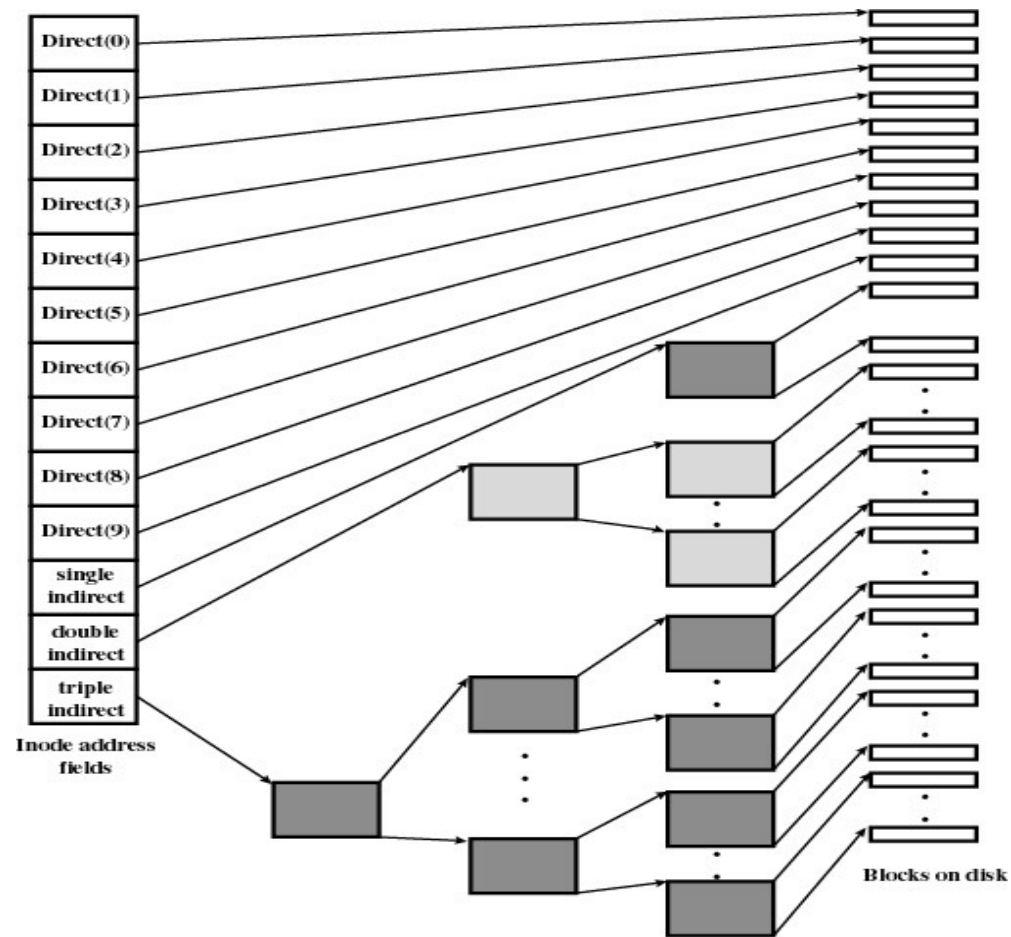 Direct(0)
Direct(1)
Direct(2)
Direct(3)
Direct(4)
Direct(5)
Direct(6)
Direct(7)
Direct(8)
Direct(9)
single
indirect
double
indirect
triple
indirect
Inode address
fields
Blocks on disk